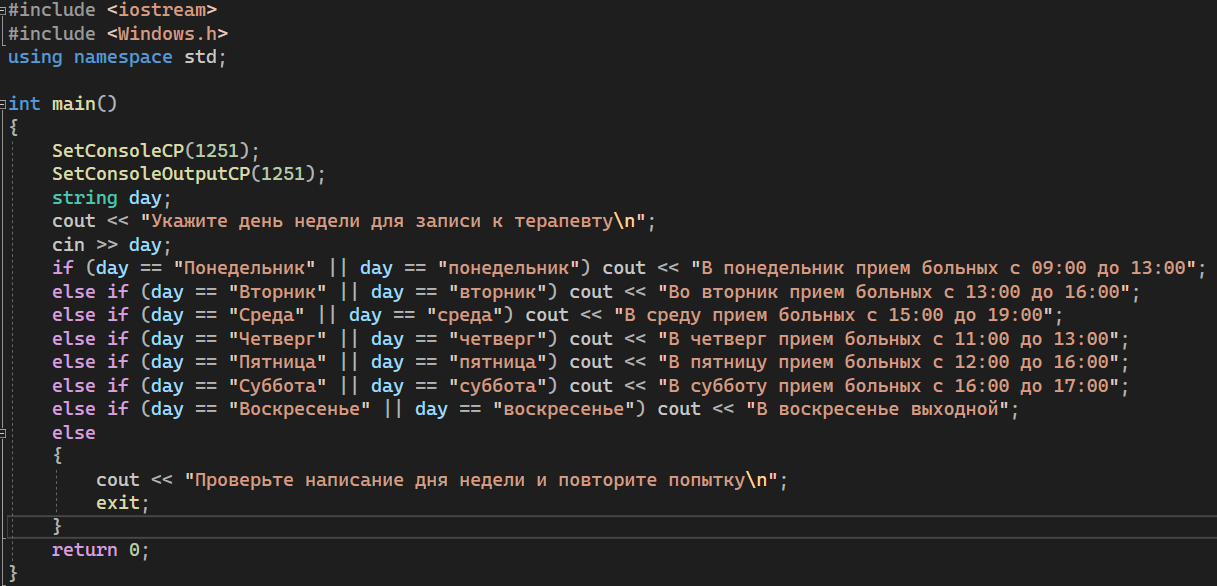 #include <iostream>
#include <Windows.h>
using namespace std;

int main()
{
    SetConsoleCP(1251);
    SetConsoleOutputCP(1251);
    string day;
    cout << "Укажите день недели для записи к терапевту\n";
    cin >> day;
    if (day == "Понедельник" || day == "понедельник") cout << "В понедельник прием больных с 09:00 до 13:00";
    else if (day == "Вторник" || day == "вторник") cout << "Во вторник прием больных с 13:00 до 16:00";
    else if (day == "Среда" || day == "среда") cout << "В среду прием больных с 15:00 до 19:00";
    else if (day == "Четверг" || day == "четверг") cout << "В четверг прием больных с 11:00 до 13:00";
    else if (day == "Пятница" || day == "пятница") cout << "В пятницу прием больных с 12:00 до 16:00";
    else if (day == "Суббота" || day == "суббота") cout << "В субботу прием больных с 16:00 до 17:00";
    else if (day == "Воскресенье" || day == "воскресенье") cout << "В воскресенье выходной";
    else
    {
        cout << "Проверьте написание дня недели и повторите попытку\n";
        exit;
    }
    return 0;
}